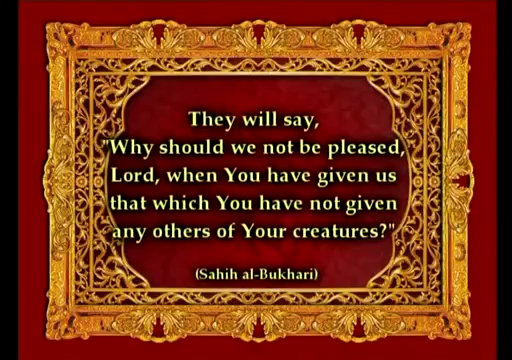 They will say,
"Why should we not be pleased,
Lord, when You have given us
that which You have not given
any others of Your creatures?"
(Sahih al-Bukhari)